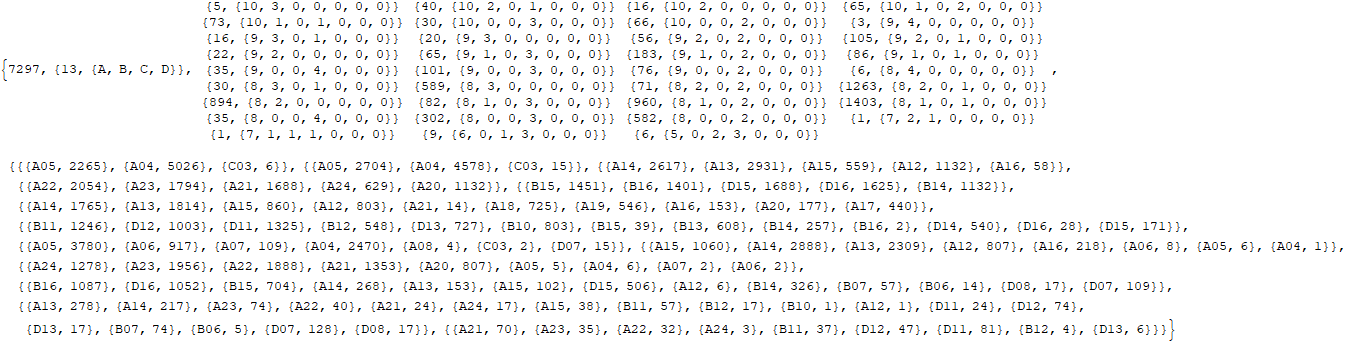 {5, {10, 3, 0, 0, 0, 0, 0}} {40, {10, 2, 0, 1, 0, 0, 0}} {16, {10, 2, 0, 0, 0, 0, 0}} {65, {10, 1, 0, 2, 0, 0, 0}}
{73, {10, 1, 0, 1, 0, 0, 0}} {30, {10, 0, 0, 3, 0, 0, 0}} {66, {10, 0, 0, 2, 0, 0, 0}} {3, {9, 4, 0, 0, 0, 0, 0}}
{16, {9, 3, 0, 1, 0, 0, 0}} {20, {9, 3, 0, 0, 0, 0, 0}} {56, {9, 2, 0, 2, 0, 0, 0}} {105, {9, 2, 0, 1, 0, 0, 0}}
{22, {9, 2, 0, 0, 0, 0, 0}} {65, {9, 1, 0, 3, 0, 0, 0}} {183, {9, 1, 0, 2, 0, 0, 0}} {86, {9, 1, 0, 1, 0, 0, 0}}
{7297, {13, {A, B, C, D}}, {35, {9, 0, 0, 4, 0, 0, 0}} {101, {9, 0, 0, 3, 0, 0, 0}} {76, {9, 0, 0, 2, 0, 0, 0}} {6, {8, 4, 0, 0, 0, 0, 0}} ,
{30, {8, 3, 0, 1, 0, 0, 0}} {589, {8, 3, 0, 0, 0, 0, 0}} {71, {8, 2, 0, 2, 0, 0, 0}} {1263, {8, 2, 0, 1, 0, 0, 0}}
{894, {8, 2, 0, 0, 0, 0, 0}} {82, {8, 1, 0, 3, 0, 0, 0}} {960, {8, 1, 0, 2, 0, 0, 0}} {1403, {8, 1, 0, 1, 0, 0, 0}}
{35, {8, 0, 0, 4, 0, 0, 0}} {302, {8, 0, 0, 3, 0, 0, 0}} {582, {8, 0, 0, 2, 0, 0, 0}} {1, {7, 2, 1, 0, 0, 0, 0}}
{1, {7, 1, 1, 1, 0, 0, 0}} {9, {6, 0, 1, 3, 0, 0, 0}} {6, {5, 0, 2, 3, 0, 0, 0}}
{{{A05, 2265}, {A04, 5026}, {C03, 6}}, {{A05, 2704}, {A04, 4578}, {C03, 15}}, {{A14, 2617}, {A13, 2931}, {A15, 559}, {A12, 1132}, {A16, 58}},
{{A22, 2054}, {A23, 1794}, {A21, 1688}, {A24, 629}, {A20, 1132}}, {{B15, 1451}, {B16, 1401}, {D15, 1688}, {D16, 1625}, {B14, 1132}},
{{A14, 1765}, {A13, 1814}, {A15, 860}, {A12, 803}, {A21, 14}, {A18, 725}, {A19, 546}, {A16, 153}, {A20, 177}, {A17, 440}},
{{B11, 1246}, {D12, 1003}, {D11, 1325}, {B12, 548}, {D13, 727}, {B10, 803}, {B15, 39}, {B13, 608}, {B14, 257}, {B16, 2}, {D14, 540}, {D16, 28}, {D15, 171}},
{{A05, 3780}, {A06, 917}, {A07, 109}, {A04, 2470}, {A08, 4}, {C03, 2}, {D07, 15}}, {{A15, 1060}, {A14, 2888}, {A13, 2309}, {A12, 807}, {A16, 218}, {A06, 8}, {A05, 6}, {A04, 1}},
{{A24, 1278}, {A23, 1956}, {A22, 1888}, {A21, 1353}, {A20, 807}, {A05, 5}, {A04, 6}, {A07, 2}, {A06, 2}},
{{B16, 1087}, {D16, 1052}, {B15, 704}, {A14, 268}, {A13, 153}, {A15, 102}, {D15, 506}, {A12, 6}, {B14, 326}, {B07, 57}, {B06, 14}, {D08, 17}, {D07, 109}},
{{A13, 278}, {A14, 217}, {A23, 74}, {A22, 40}, {A21, 24}, {A24, 17}, {A15, 38}, {B11, 57}, {B12, 17}, {B10, 1}, {A12, 1}, {D11, 24}, {D12, 74},
{D13, 17}, {B07, 74}, {B06, 5}, {D07, 128}, {D08, 17}}, {{A21, 70}, {A23, 35}, {A22, 32}, {A24, 3}, {B11, 37}, {D12, 47}, {D11, 81}, {B12, 4}, {D13, 6}}}}